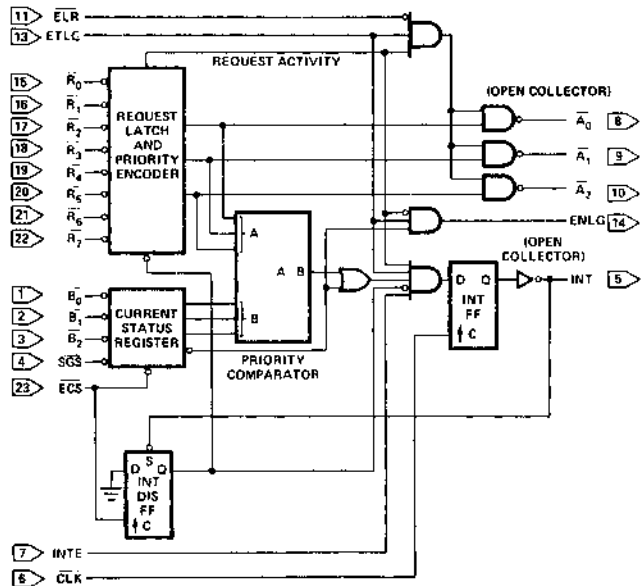 11 ELR
13 ETLG
REQUEST ACTIVITY
(OPEN COLLECTOR)
15 R0
16 R1
17 R2
18 R3
19 R4
20 R5
21 R6
22 R7
REQUEST
LATCH
AND
PRIORITY
ENCODER
A0 8
A1 9
A2 10
ENLG 14
A
A B
B
PRIORITY
COMPARATOR
(OPEN
COLLECTOR)
D Q
INT
FF
C
INT 5
1 B0
2 B1
3 B2
4 SGS
23 ECS
CURRENT
STATUS
REGISTER
S
D Q
INT
DIS
FF
C
7 INTE
6 CLK